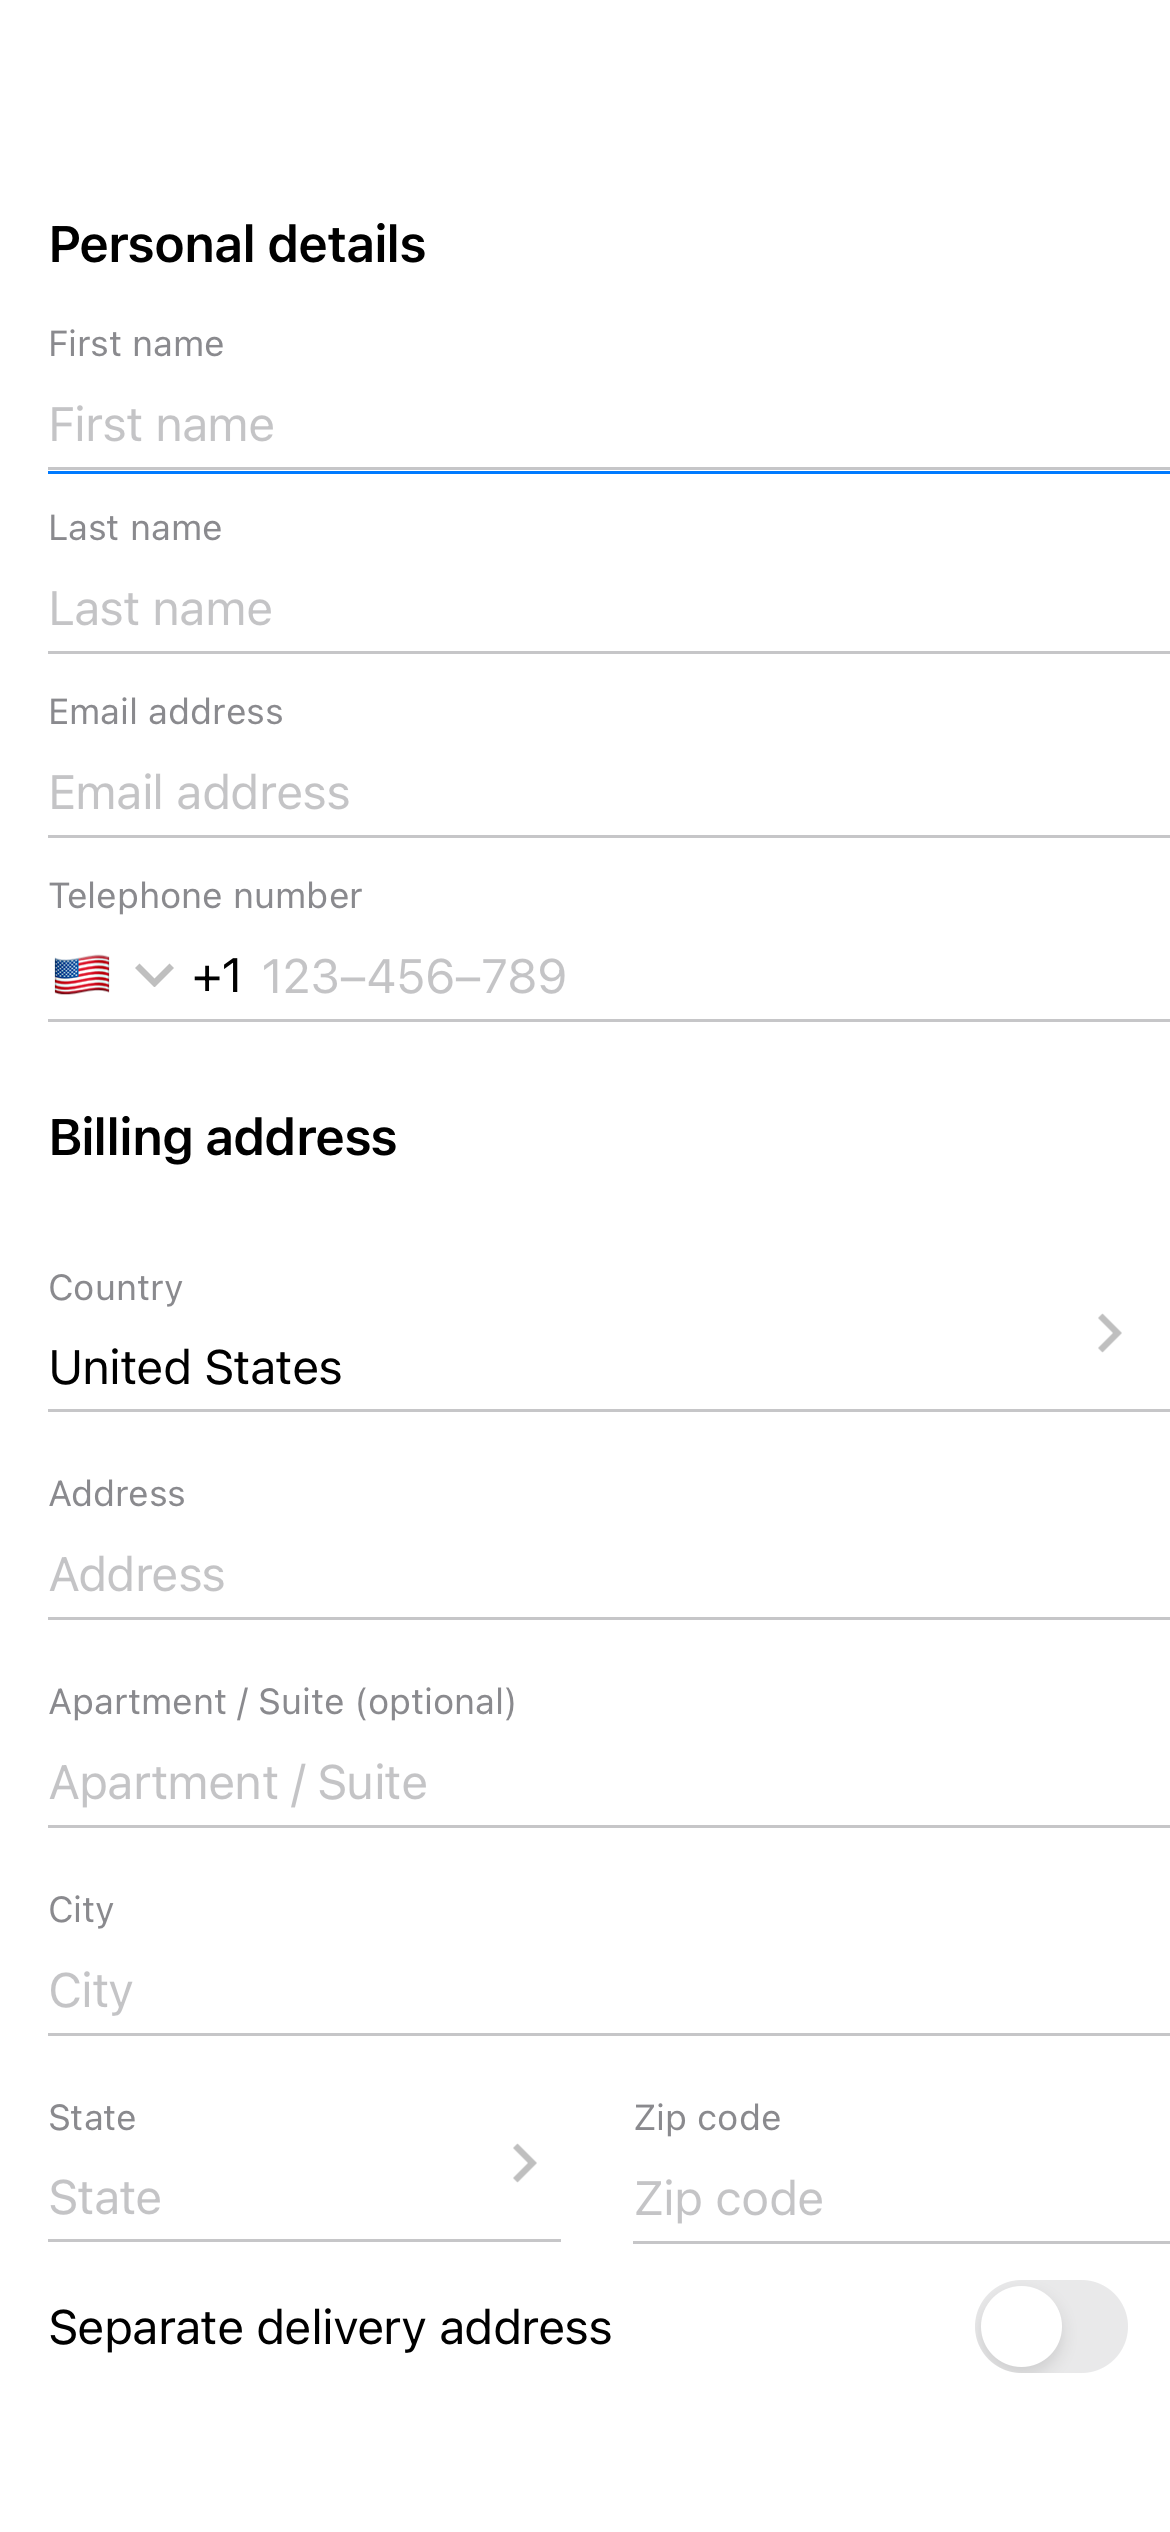 Personal details
First name
First name
Last name
Last name
Email address
Email address
Telephone number
+1 123–456–789
Billing address
Country
United States
Address
Address
Apartment / Suite (optional)
Apartment / Suite
City
City
State Zip code
State Zip code
Separate delivery address